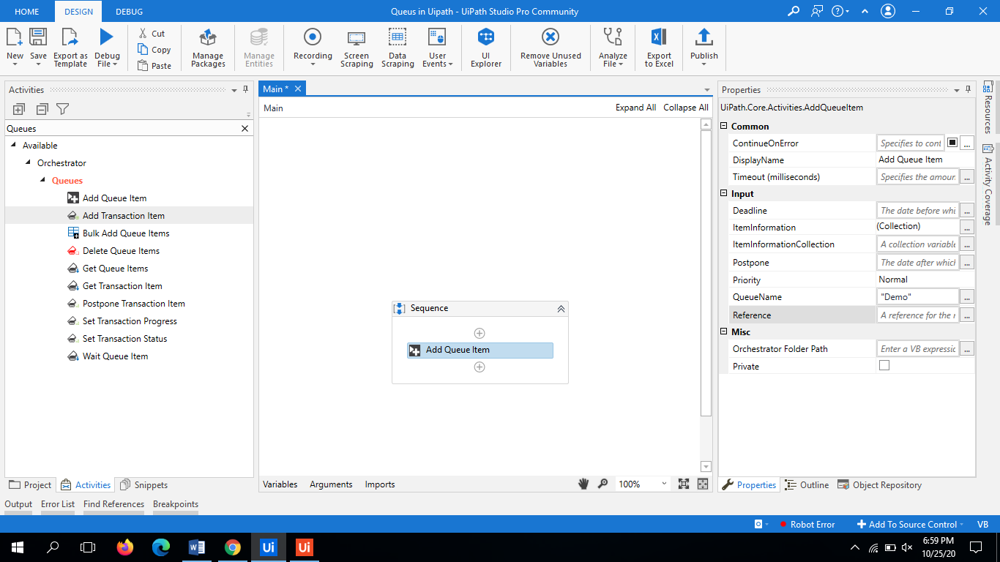 HOME DESIGN DEBUG Queus in Uipath - UiPath Studio Pro Community
New Save Export as Template Debug File Cut Copy Paste Manage Packages Manage Entities Recording Screen Scraping Data Scraping User Events UI Explorer Remove Unused Variables Analyze File Export to Excel Publish
Activities
Queues
Available
Orchestrator
Queues
Add Queue Item
Add Transaction Item
Bulk Add Queue Items
Delete Queue Items
Get Queue Items
Get Transaction Item
Postpone Transaction Item
Set Transaction Progress
Set Transaction Status
Wait Queue Item
Project Activities Snippets
Main *
Main Expand All Collapse All
Sequence
Add Queue Item
Variables Arguments Imports 100%
Properties
UiPath.Core.Activities.AddQueueItem
Common
ContinueOnError Specifies to cont ...
DisplayName Add Queue Item
Timeout (milliseconds) Specifies the amoun ...
Input
Deadline The date before whi ...
ItemInformation (Collection) ...
ItemInformationCollection A collection variable ...
Postpone The date after which ...
Priority Normal
QueueName "Demo" ...
Reference A reference for the r ...
Misc
Orchestrator Folder Path Enter a VB expressic ...
Private
Properties Outline Object Repository
Resources
Activity Coverage
Output Error List Find References Breakpoints
Robot Error Add To Source Control VB
Ui Ui
6:59 PM
10/25/20